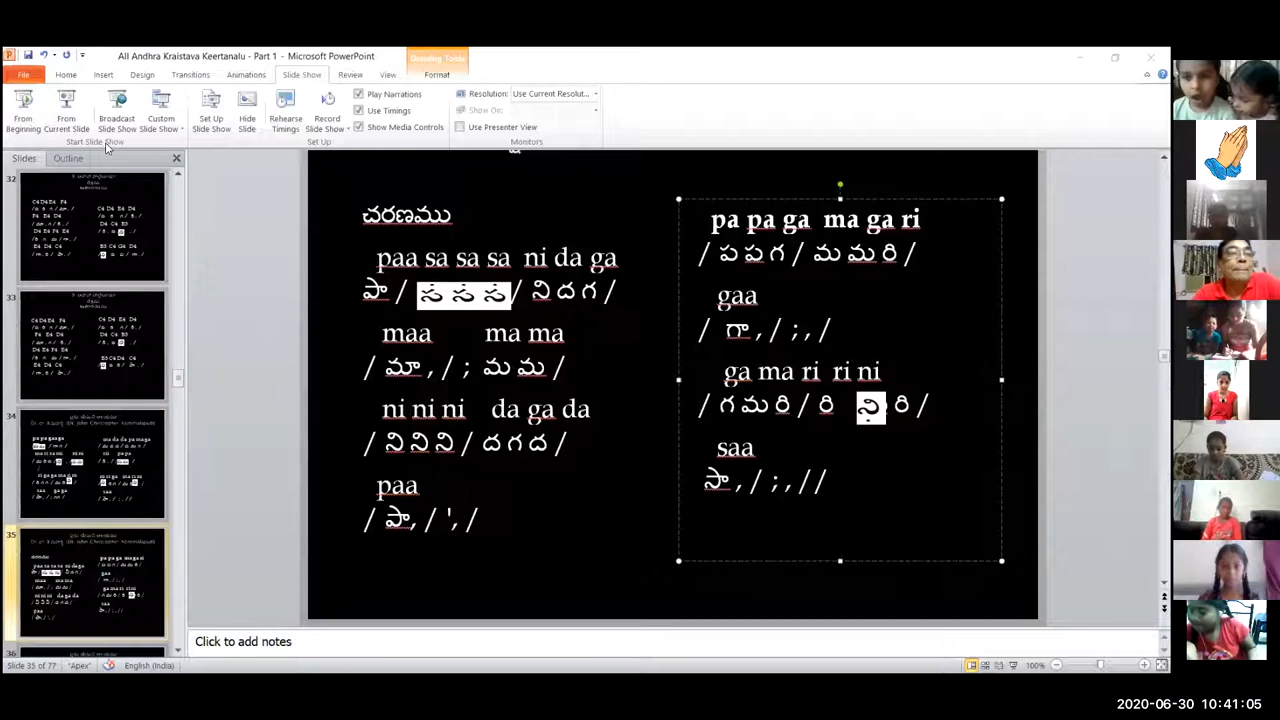 All Andhra Kraistava Keertanalu - Part 1 - Microsoft PowerPoint
Drawing Tools
File Home Insert Design Transitions Animations Slide Show Review View Format
From Beginning
From Current Slide
Broadcast Slide Show
Custom Slide Show
Set Up Slide Show
Hide Slide
Rehearse Timings
Record Slide Show
Play Narrations
Use Timings
Show Media Controls
Resolution: Use Current Resolut...
Show On:
Use Presenter View
Start Slide Show
Set Up
Monitors
Slides Outline
32
33
34
35
36
చరణము
paa sa sa sa ni da ga
పా / స స స / ని ద గ /
maa ma ma
/ మా , / ; మ మ /
ni ni ni da ga da
/ ని ని ని / ద గ ద /
paa
/ పా, / ', /
pa pa ga ma ga ri
/ ప ప గ / మ మ రి /
gaa
/ గా , / ; , /
ga ma ri ri ni
/ గ మ రి / రి ని రి /
saa
సా , / ; , //
Click to add notes
Slide 35 of 77 "Apex" English (India)
100%
2020-06-30 10:41:05